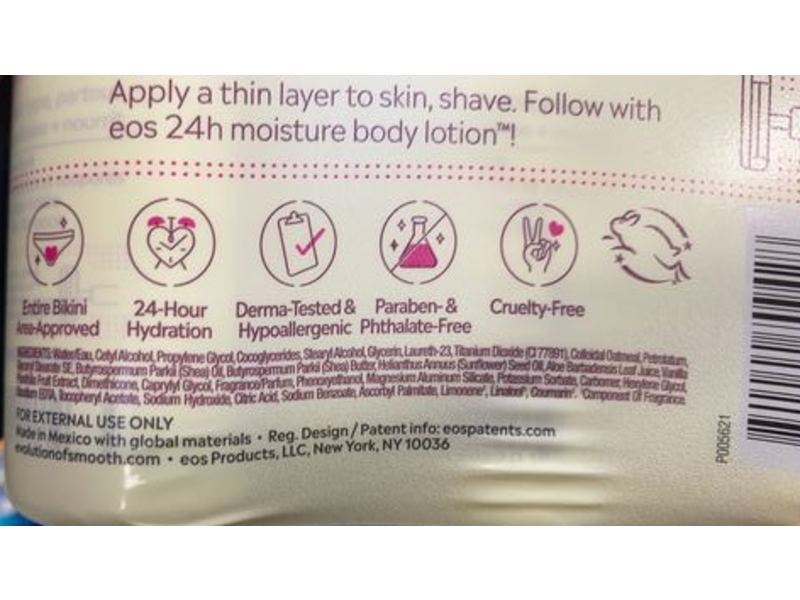 Apply a thin layer to skin, shave. Follow with
eos 24h moisture body lotion™!
Entire Bikini
Area-Approved
24-Hour
Hydration
Derma-Tested &
Hypoallergenic
Paraben- &
Phthalate-Free
Cruelty-Free
INGREDIENTS: Water/Eau, Cetyl Alcohol, Propylene Glycol, Cocoglycerides, Stearyl Alcohol, Glycerin, Laureth-23, Titanium Dioxide (CI 77891), Colloidal Oatmeal, Petrolatum,
Stearate SE, Butyrospermum Parkii (Shea) Oil, Butyrospermum Parkii (Shea) Butter, Helianthus Annuus (Sunflower) Seed Oil, Aloe Barbadensis Leaf Juice, Vanilla
Planifolia Fruit Extract, Dimethicone, Caprylyl Glycol, Fragrance/Parfum, Phenoxyethanol, Magnesium Aluminum Silicate, Potassium Sorbate, Carbomer, Hexylene Glycol,
EDTA, Tocopheryl Acetate, Sodium Hydroxide, Citric Acid, Sodium Benzoate, Ascorbyl Palmitate, Limonene*, Linalool*, Coumarin*. *Component Of Fragrance.
FOR EXTERNAL USE ONLY
Made in Mexico with global materials • Reg. Design / Patent info: eospatents.com
evolutionofsmooth.com • eos Products, LLC, New York, NY 10036
P005621